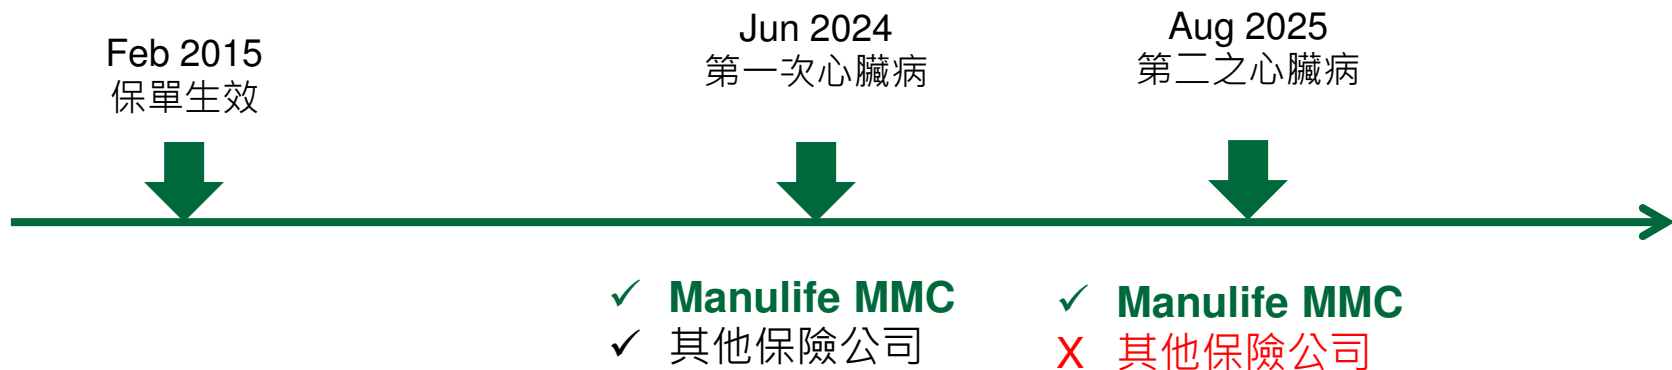 Feb 2015
保單生效
Jun 2024
第一次心臟病
Aug 2025
第二之心臟病
✓ Manulife MMC
✓ 其他保險公司
✓ Manulife MMC
X 其他保險公司